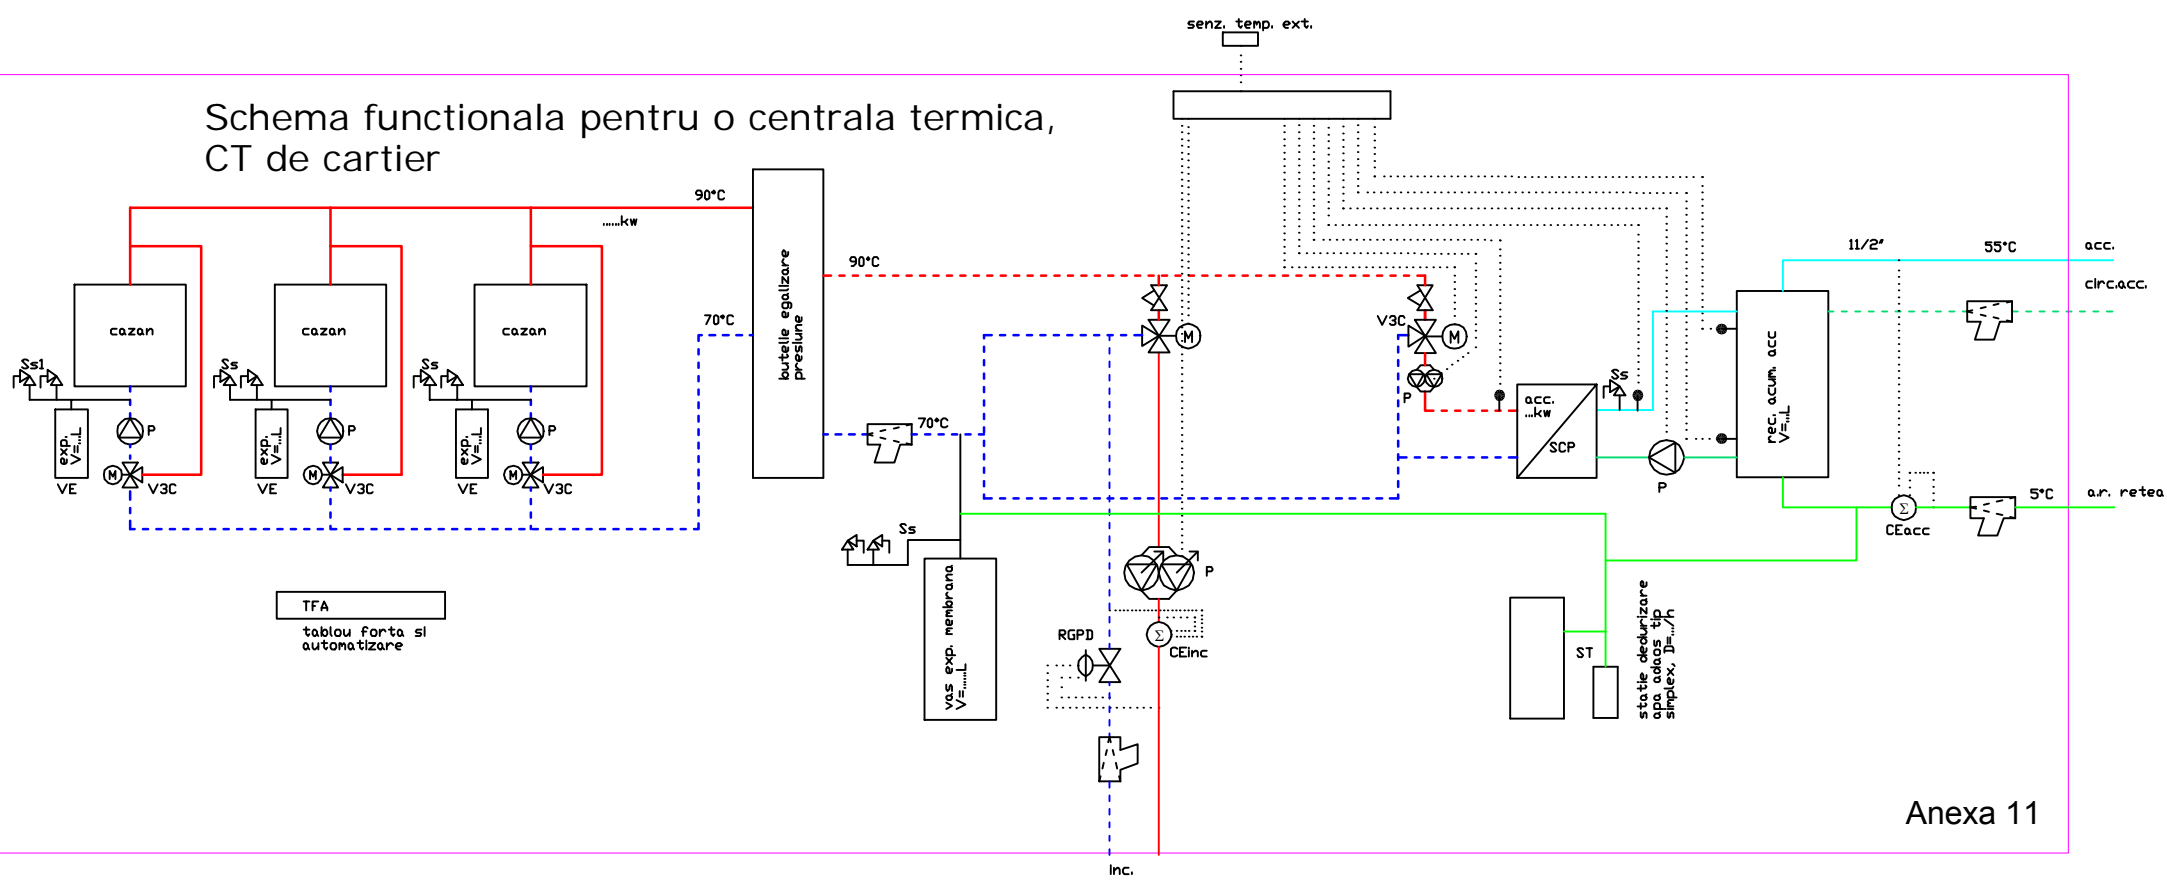 senz. temp. ext.
Schema functionala pentru o centrala termica,
CT de cartier
90°C
......kw
90°C
70°C
butelie egalizare
presiune
cazan
cazan
cazan
Ss1
Ss
Ss
exp.
V=...L
exp.
V=...L
exp.
V=...L
P
P
P
M
M
M
VE
V3C
VE
V3C
VE
V3C
70°C
Ss
vas exp. membrana
V=......L
TFA
tablou forta si
automatizare
M
V3C
M
P
P
RGPD
Σ
CEinc
Inc.
acc.
...kw
SCP
Ss
P
rec. acum. acc
V=...L
11/2"
55°C
acc.
circ.acc.
5°C
a.r. retea
Σ
CEacc
ST
statie dedurizare
apa adaos tip
simplex, D=.../h
Anexa 11